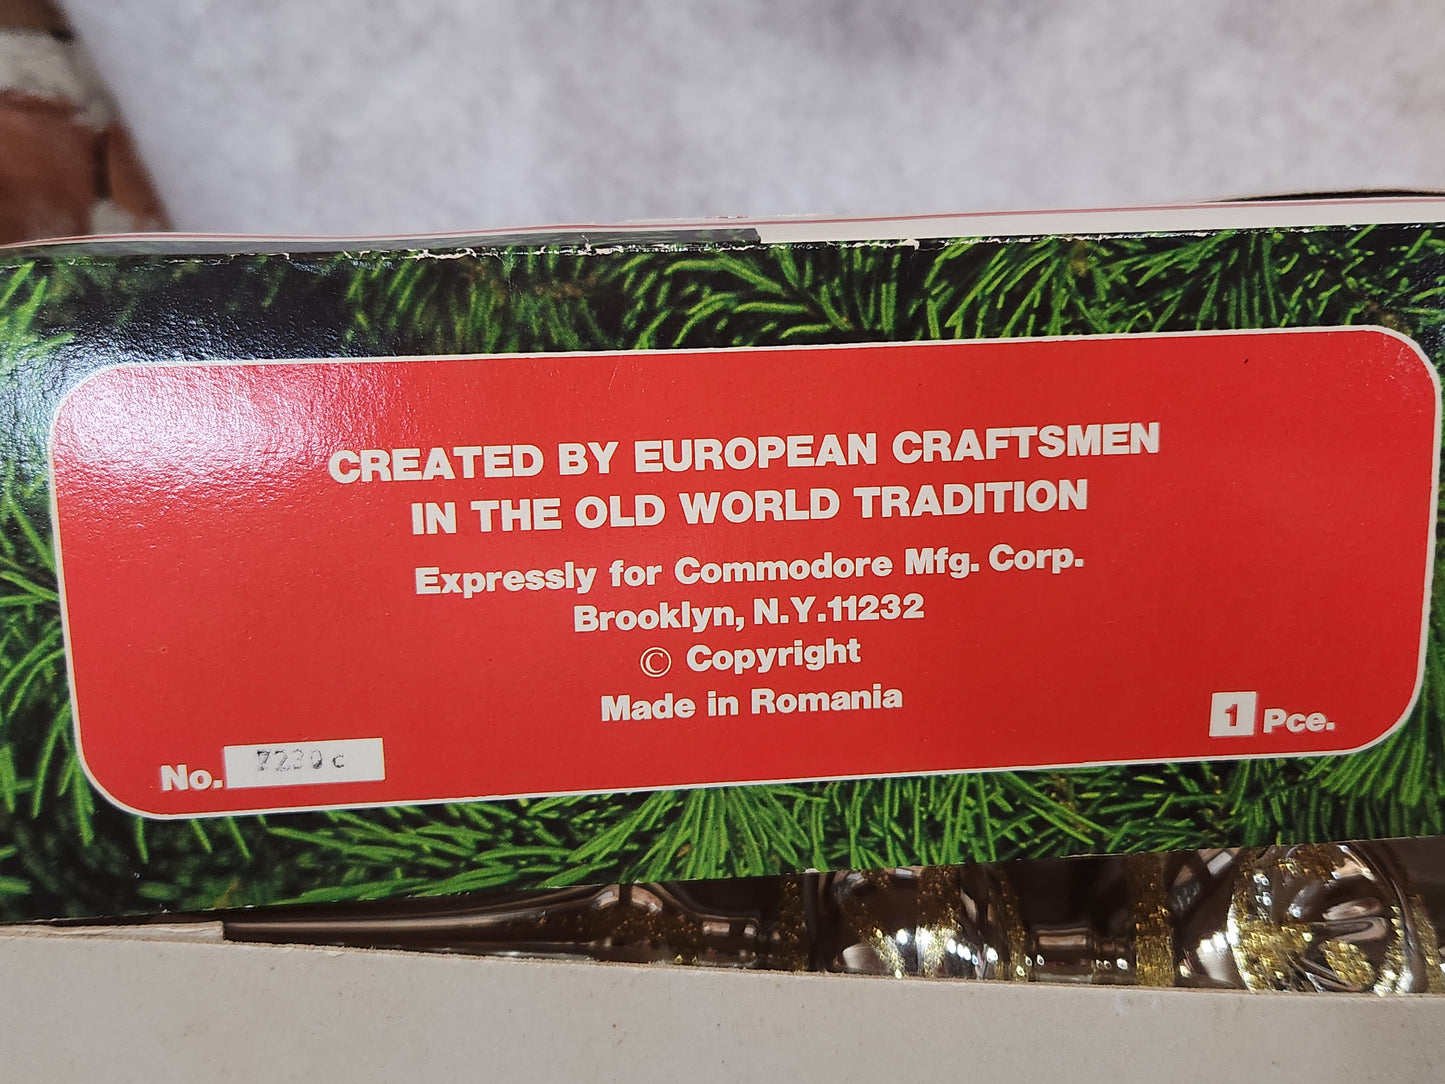 CREATED BY EUROPEAN CRAFTSMEN
IN THE OLD WORLD TRADITION
Expressly for Commodore Mfg. Corp.
Brooklyn, N.Y.11232
© Copyright
Made in Romania
No. 7230 c
1 Pce.